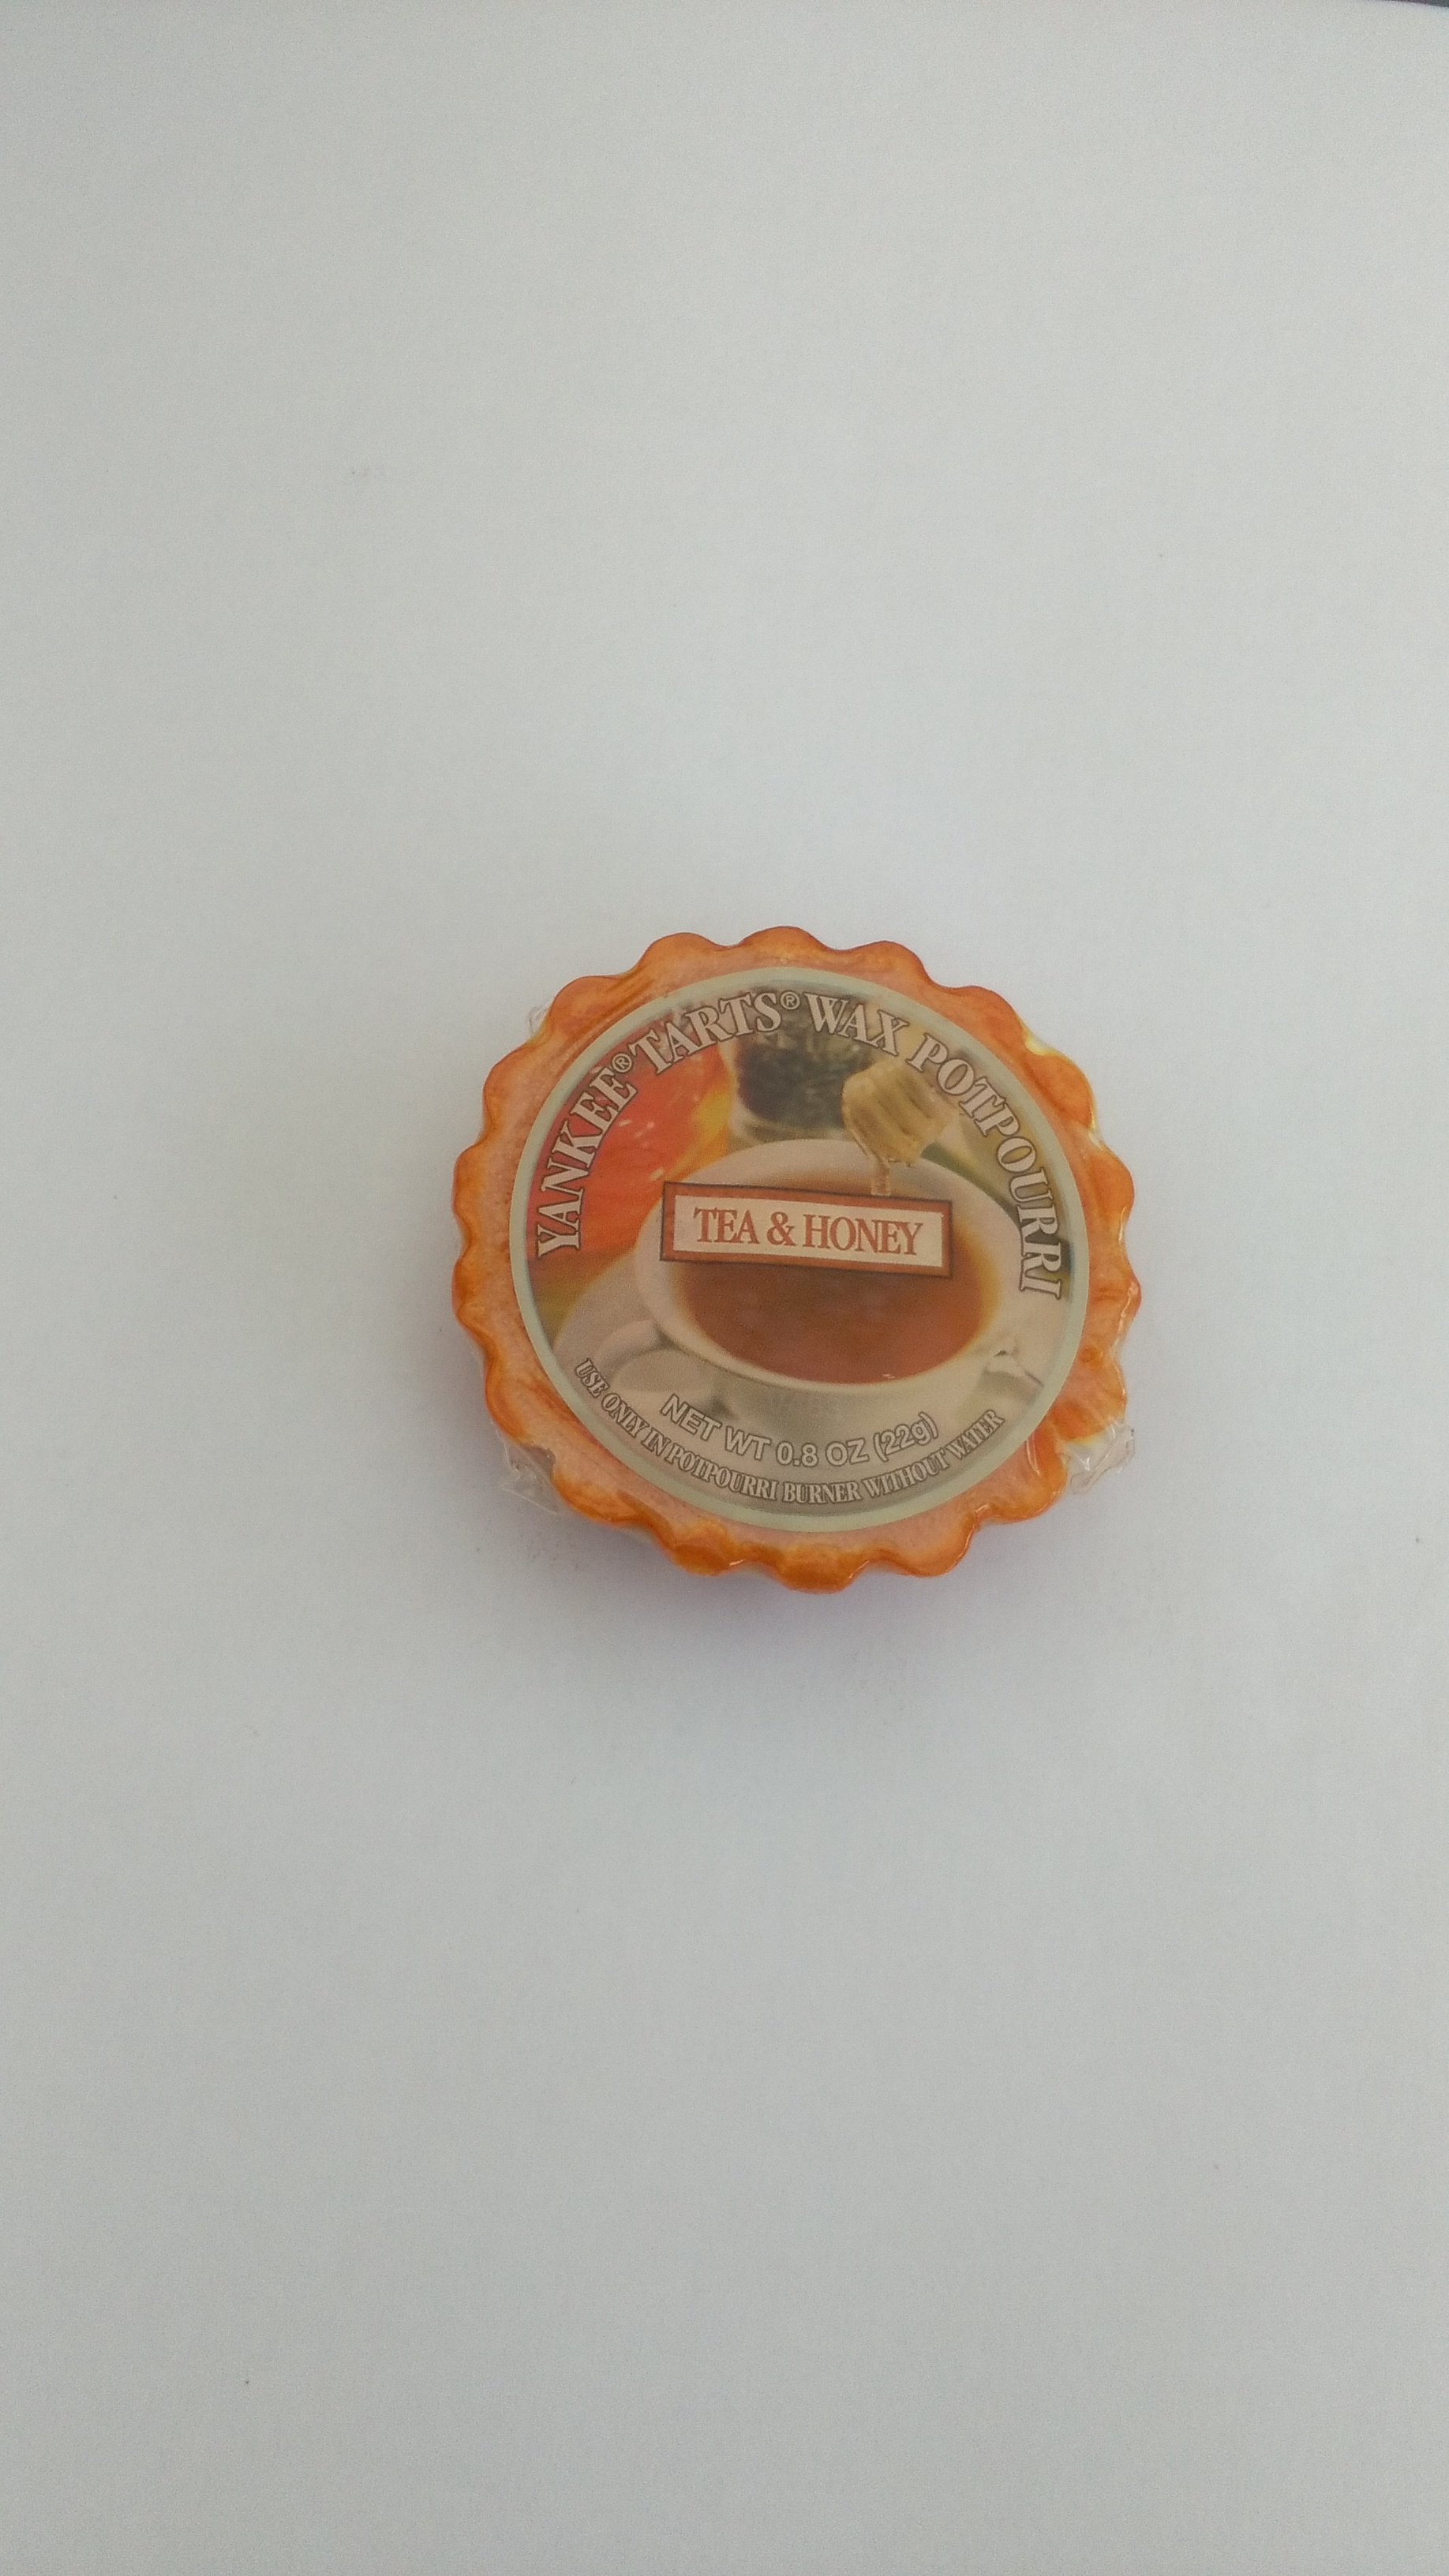 YANKEE® TARTS® WAX POTPOURRI
TEA & HONEY
NET WT 0.8 OZ (22g)
USE ONLY IN POTPOURRI BURNER WITHOUT WATER